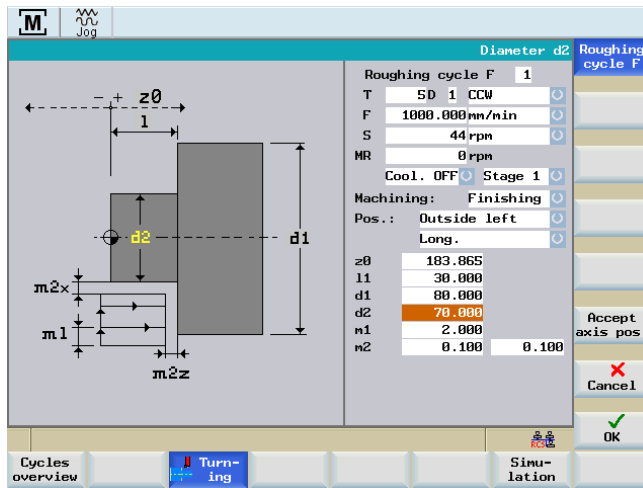 M
Jog
Diameter d2
Roughing
cycle F
Roughing cycle F 1
T 5 D 1 CCW
F 1000.000 mm/min
S 44 rpm
MR 0 rpm
Cool. OFF Stage 1
Machining: Finishing
Pos.: Outside left
Long.
z0 183.865
l1 30.000
d1 80.000
d2 70.000
m1 2.000
m2 0.100 0.100
- + z0
l
d2
d1
m2x
ml
m2z
Accept
axis pos
Cancel
OK
RCS
Cycles
overview
Turn-
ing
Simu-
lation